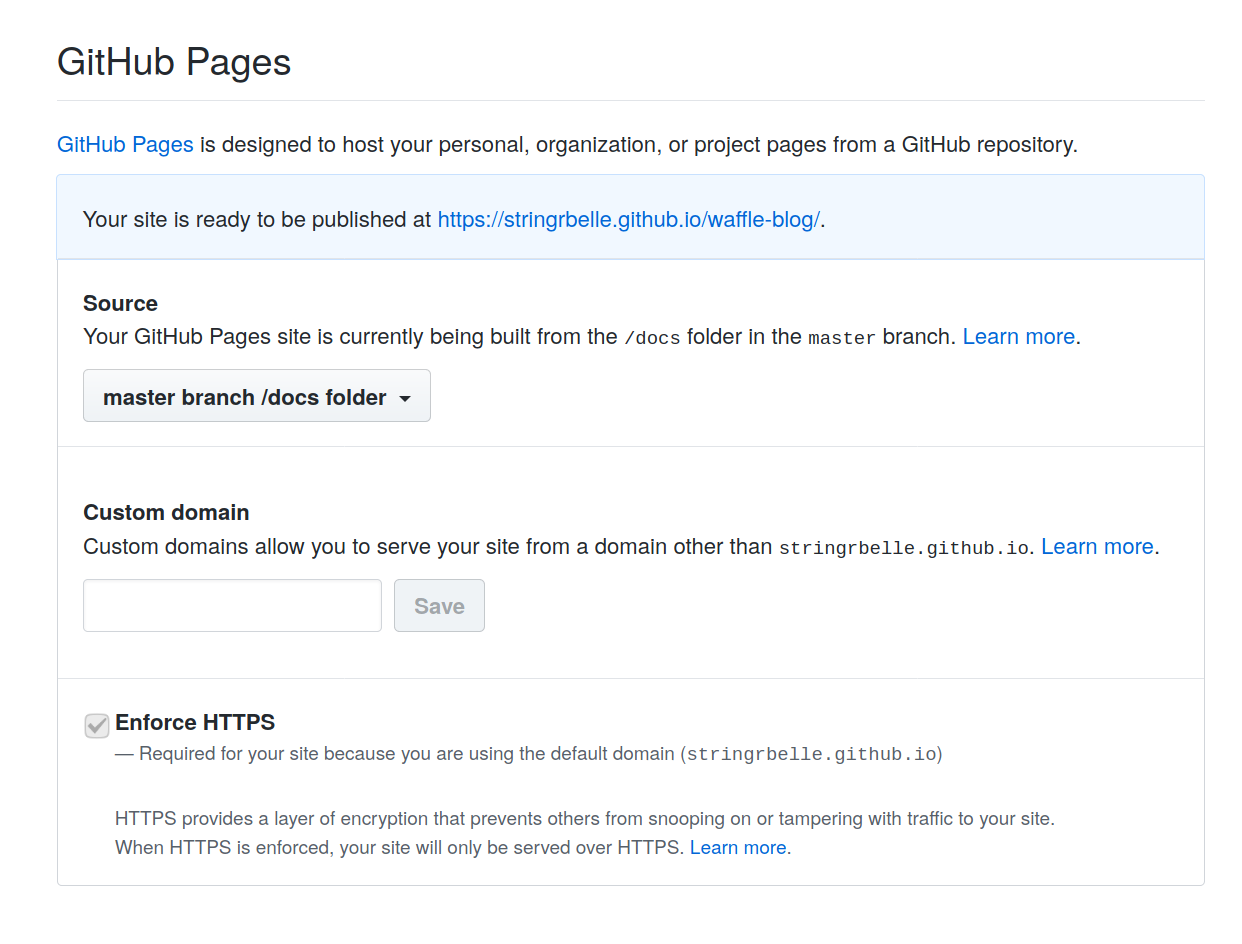 GitHub Pages
GitHub Pages is designed to host your personal, organization, or project pages from a GitHub repository.
Your site is ready to be published at https://stringrbelle.github.io/waffle-blog/.
Source
Your GitHub Pages site is currently being built from the /docs folder in the master branch. Learn more.
master branch /docs folder
Custom domain
Custom domains allow you to serve your site from a domain other than stringrbelle.github.io. Learn more.
Save
Enforce HTTPS
— Required for your site because you are using the default domain (stringrbelle.github.io)
HTTPS provides a layer of encryption that prevents others from snooping on or tampering with traffic to your site.
When HTTPS is enforced, your site will only be served over HTTPS. Learn more.